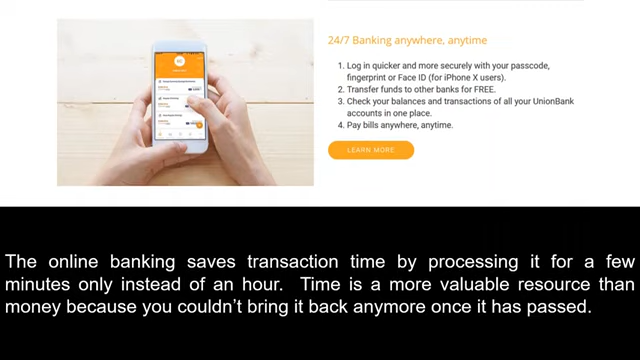 24/7 Banking anywhere, anytime
1. Log in quicker and more securely with your passcode,
fingerprint or Face ID (for iPhone X users).
2. Transfer funds to other banks for FREE.
3. Check your balances and transactions of all your UnionBank
accounts in one place.
4. Pay bills anywhere, anytime.
LEARN MORE
The online banking saves transaction time by processing it for a few
minutes only instead of an hour. Time is a more valuable resource than
money because you couldn't bring it back anymore once it has passed.